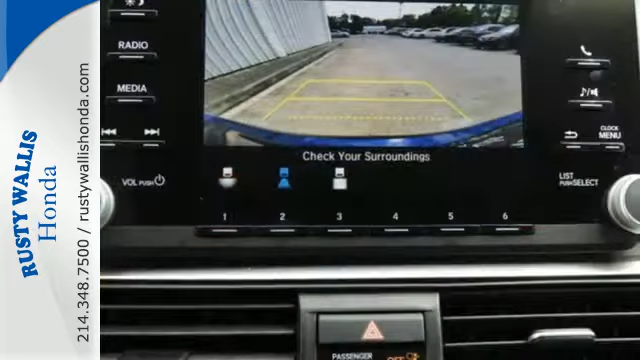 RUSTY WALLIS
Honda
214.348.7500 / rustywallishonda.com
RADIO
MEDIA
VOL PUSH
Check Your Surroundings
1 2 3 4 5 6
CLOCK
MENU
LIST
PUSH SELECT
PASSENGER
OFF